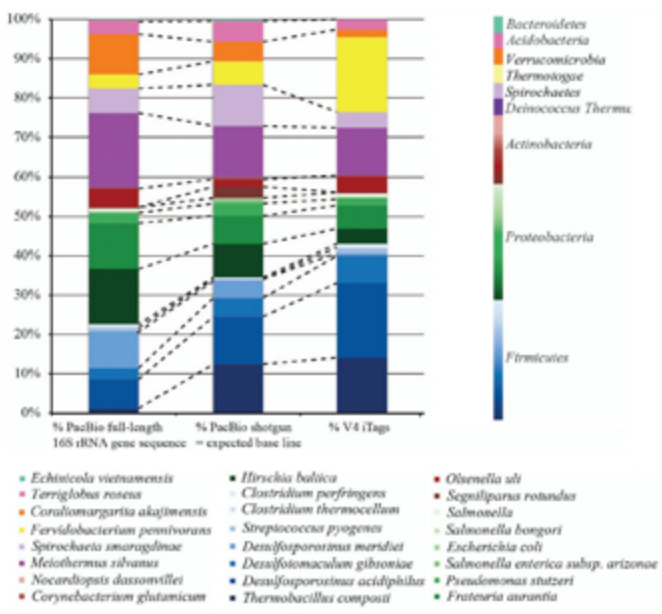 100%
90%
80%
70%
60%
50%
40%
30%
20%
10%
0%
% PacBio full-length
16S rRNA gene sequence
% PacBio shotgun
= expected base line
% V4 iTags
Bacteroidetes
Acidobacteria
Verrucomicrobia
Thermotogae
Spirochaetes
Deinococcus Thermu
Actinobacteria
Proteobacteria
Firmicutes
Echinicola vietnamensis
Terriglobus roseus
Coraliomargarita akajimensis
Fervidobacterium pennivorans
Spirochaeta smaragdinae
Meiothermus silvanus
Nocardiopsis dassonvillei
Corynebacterium glutamicum
Hirschia baltica
Clostridium perfringens
Clostridium thermocellum
Streptococcus pyogenes
Desulfosporosinus meridiei
Desulfotomaculum gibsoniae
Desulfosporosinus acidiphilus
Thermobacillus composti
Olsenella uli
Segniliparus rotundus
Salmonella
Salmonella bongori
Escherichia coli
Salmonella enterica subsp. arizonae
Pseudomonas stutzeri
Frateuria aurantia